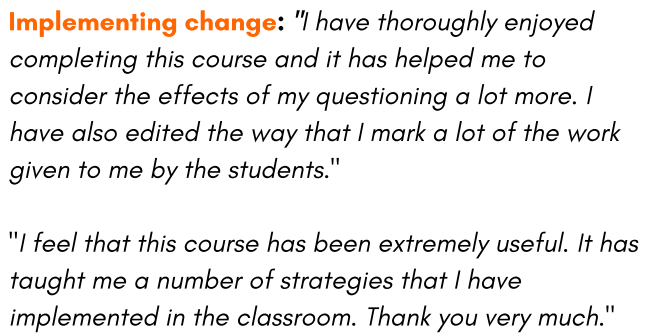 Implementing change: "I have thoroughly enjoyed
completing this course and it has helped me to
consider the effects of my questioning a lot more. I
have also edited the way that I mark a lot of the work
given to me by the students."
"I feel that this course has been extremely useful. It has
taught me a number of strategies that I have
implemented in the classroom. Thank you very much."